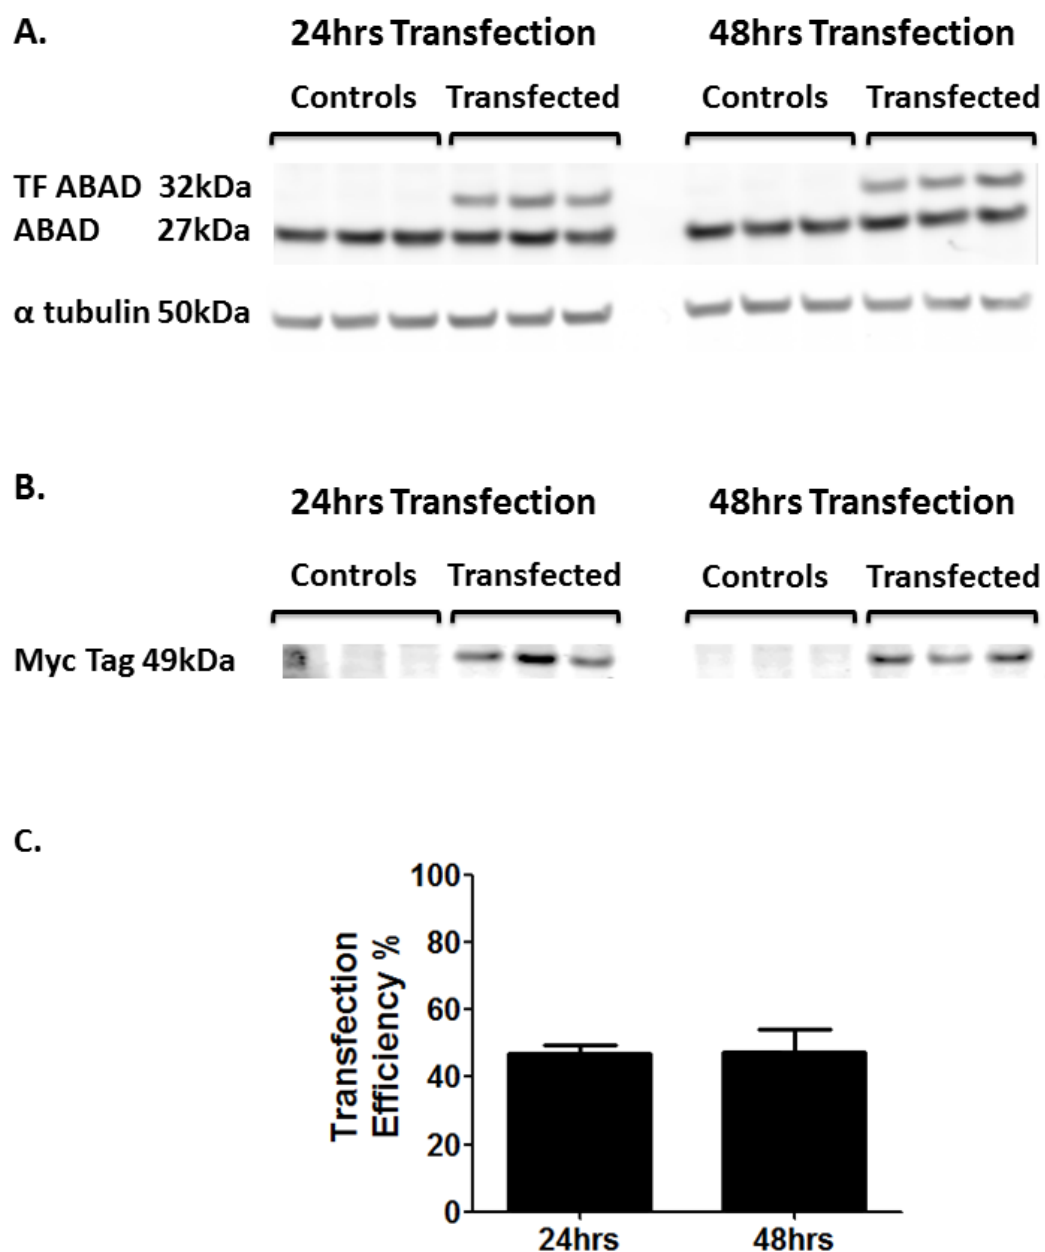 A.
24hrs Transfection 48hrs Transfection
Controls Transfected Controls Transfected
TF ABAD 32kDa
ABAD 27kDa
α tubulin 50kDa
B.
24hrs Transfection 48hrs Transfection
Controls Transfected Controls Transfected
Myc Tag 49kDa
C.
Transfection
Efficiency %
100
80
60
40
20
0
24hrs 48hrs